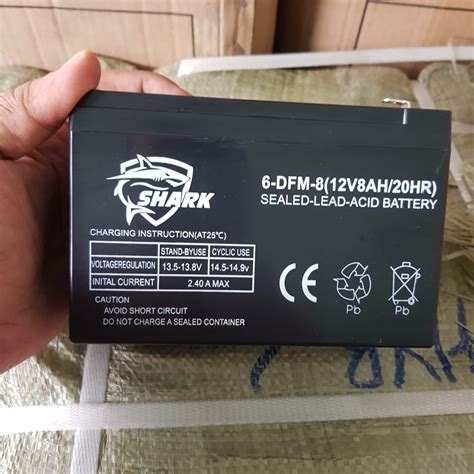 SHARK
6-DFM-8(12V8AH/20HR)
SEALED-LEAD-ACID BATTERY
CHARGING INSTRUCTION(AT25℃)
STAND-BYUSE CYCLIC USE
VOLTAGEREGULATION 13.5-13.8V 14.5-14.9v
INITAL CURRENT 2.40 A MAX
CE
Pb Pb
CAUTION
AVOID SHORT CIRCUIT
DO NOT CHARGE A SEALED CONTAINER